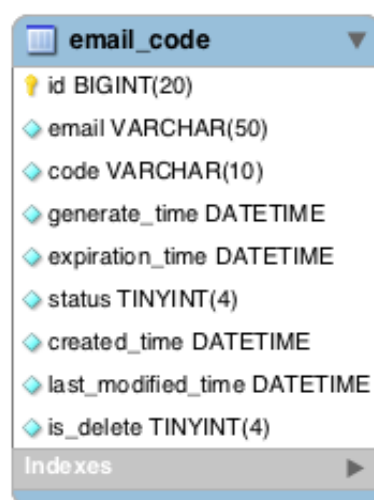 email_code
id BIGINT(20)
email VARCHAR(50)
code VARCHAR(10)
generate_time DATETIME
expiration_time DATETIME
status TINYINT(4)
created_time DATETIME
last_modified_time DATETIME
is_delete TINYINT(4)
Indexes